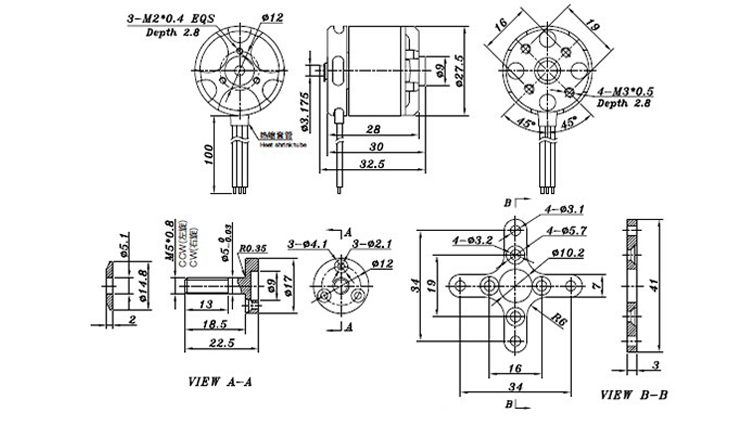 3-M2*0.4 EQS
Depth 2.8
ø12
100
热缩套管
Heat shrink tube
ø3.175
ø9
ø27.5
28
30
32.5
16
19
4-M3*0.5
Depth 2.8
45°
45°
ø5.1
ø14.8
2
M5*0.8
CCW(左旋)
CW(右旋)
ø5 0 -0.03
R0.35
ø9
ø17
13
18.5
22.5
VIEW A-A
3-ø4.1
A
3-ø2.1
ø12
A
B
4-ø3.1
4-ø3.2
4-ø5.7
ø10.2
34
19
7
R6
16
34
B
41
3
VIEW B-B